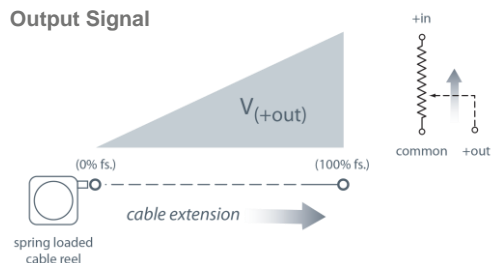 Output Signal
+in
V(+out)
common +out
(0% fs.) (100% fs.)
cable extension
spring loaded
cable reel